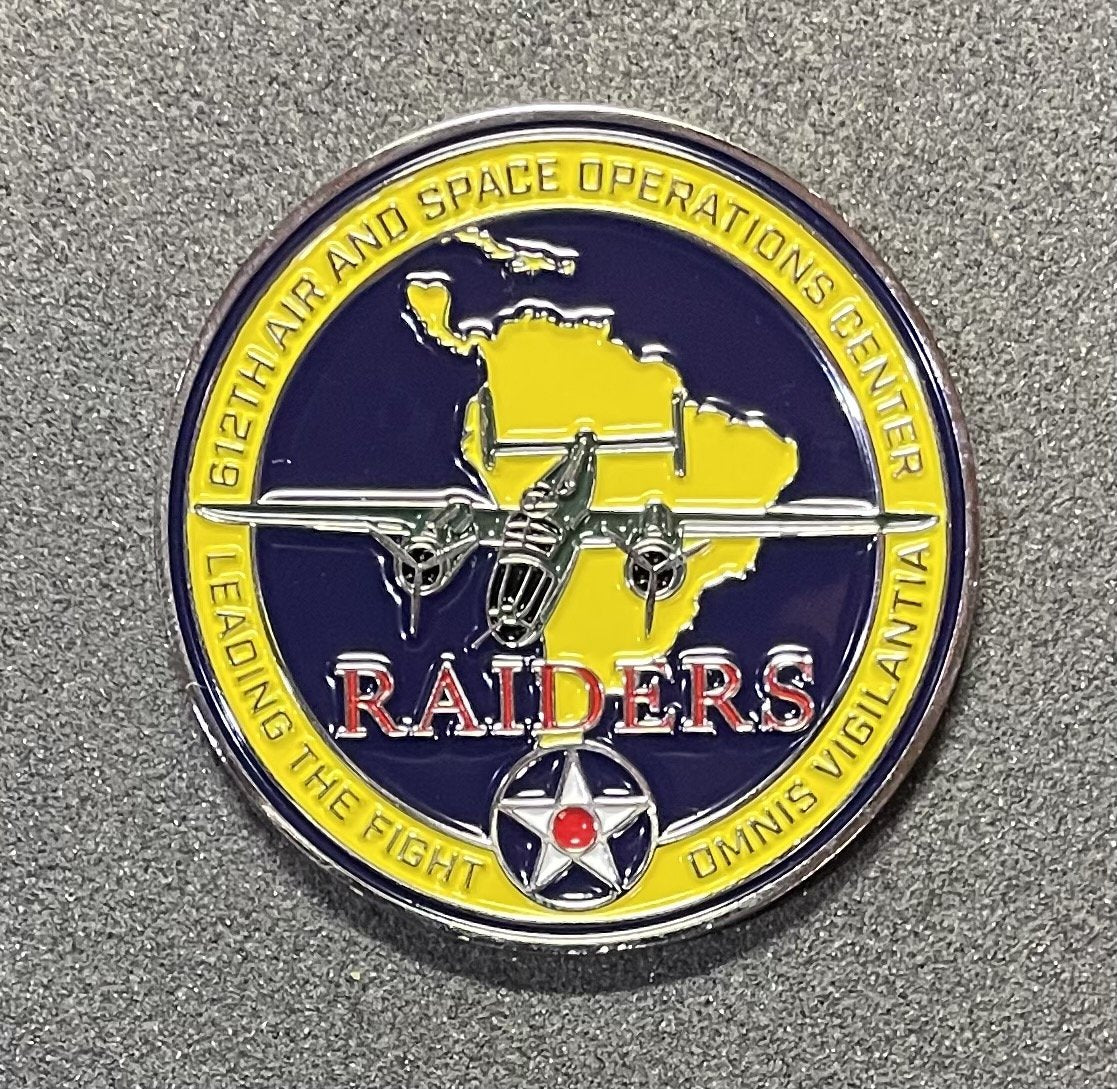 612TH AIR AND SPACE OPERATIONS CENTER
RAIDERS
LEADING THE FIGHT
OMNIS VIGILANTIA